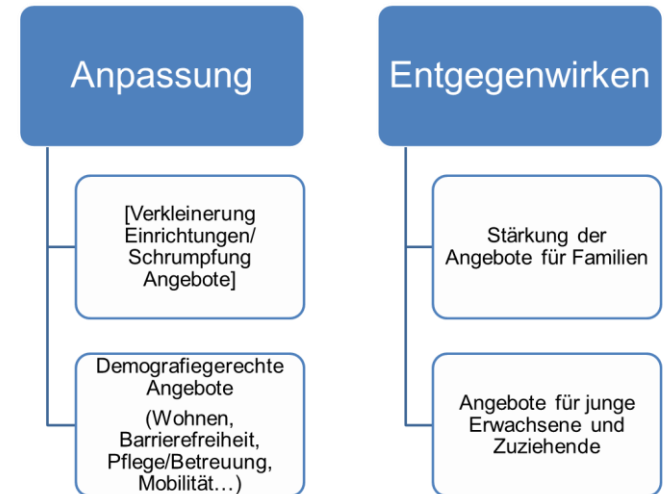 Anpassung
[Verkleinerung
Einrichtungen/
Schrumpfung
Angebote]
Demografiegerechte
Angebote
(Wohnen,
Barrierefreiheit,
Pflege/Betreuung,
Mobilität…)
Entgegenwirken
Stärkung der
Angebote für Familien
Angebote für junge
Erwachsene und
Zuziehende